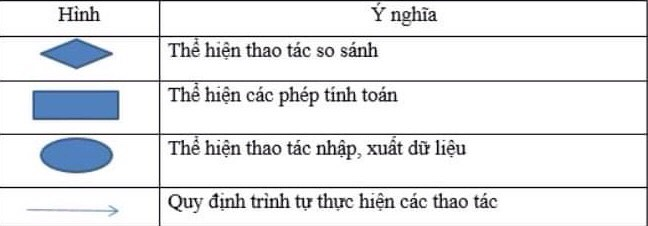 Hình
Ý nghĩa
Thể hiện thao tác so sánh
Thể hiện các phép tính toán
Thể hiện thao tác nhập, xuất dữ liệu
Quy định trình tự thực hiện các thao tác